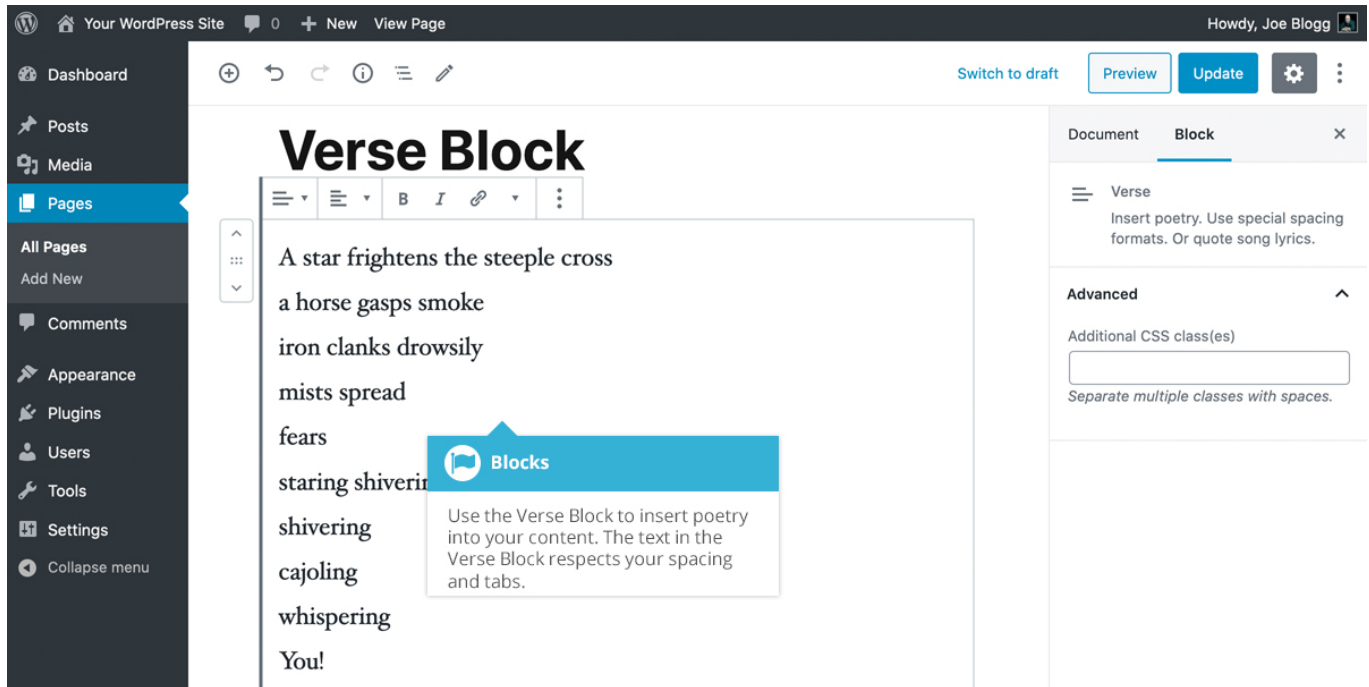 Your WordPress Site 0 New View Page Howdy, Joe Blogg
Dashboard
Posts
Media
Pages
All Pages
Add New
Comments
Appearance
Plugins
Users
Tools
Settings
Collapse menu
Switch to draft Preview Update
Verse Block
B I
A star frightens the steeple cross
a horse gasps smoke
iron clanks drowsily
mists spread
fears
staring
shivering
cajoling
whispering
You!
Blocks
Use the Verse Block to insert poetry
into your content. The text in the
Verse Block respects your spacing
and tabs.
Document Block
Verse
Insert poetry. Use special spacing
formats. Or quote song lyrics.
Advanced
Additional CSS class(es)
Separate multiple classes with spaces.